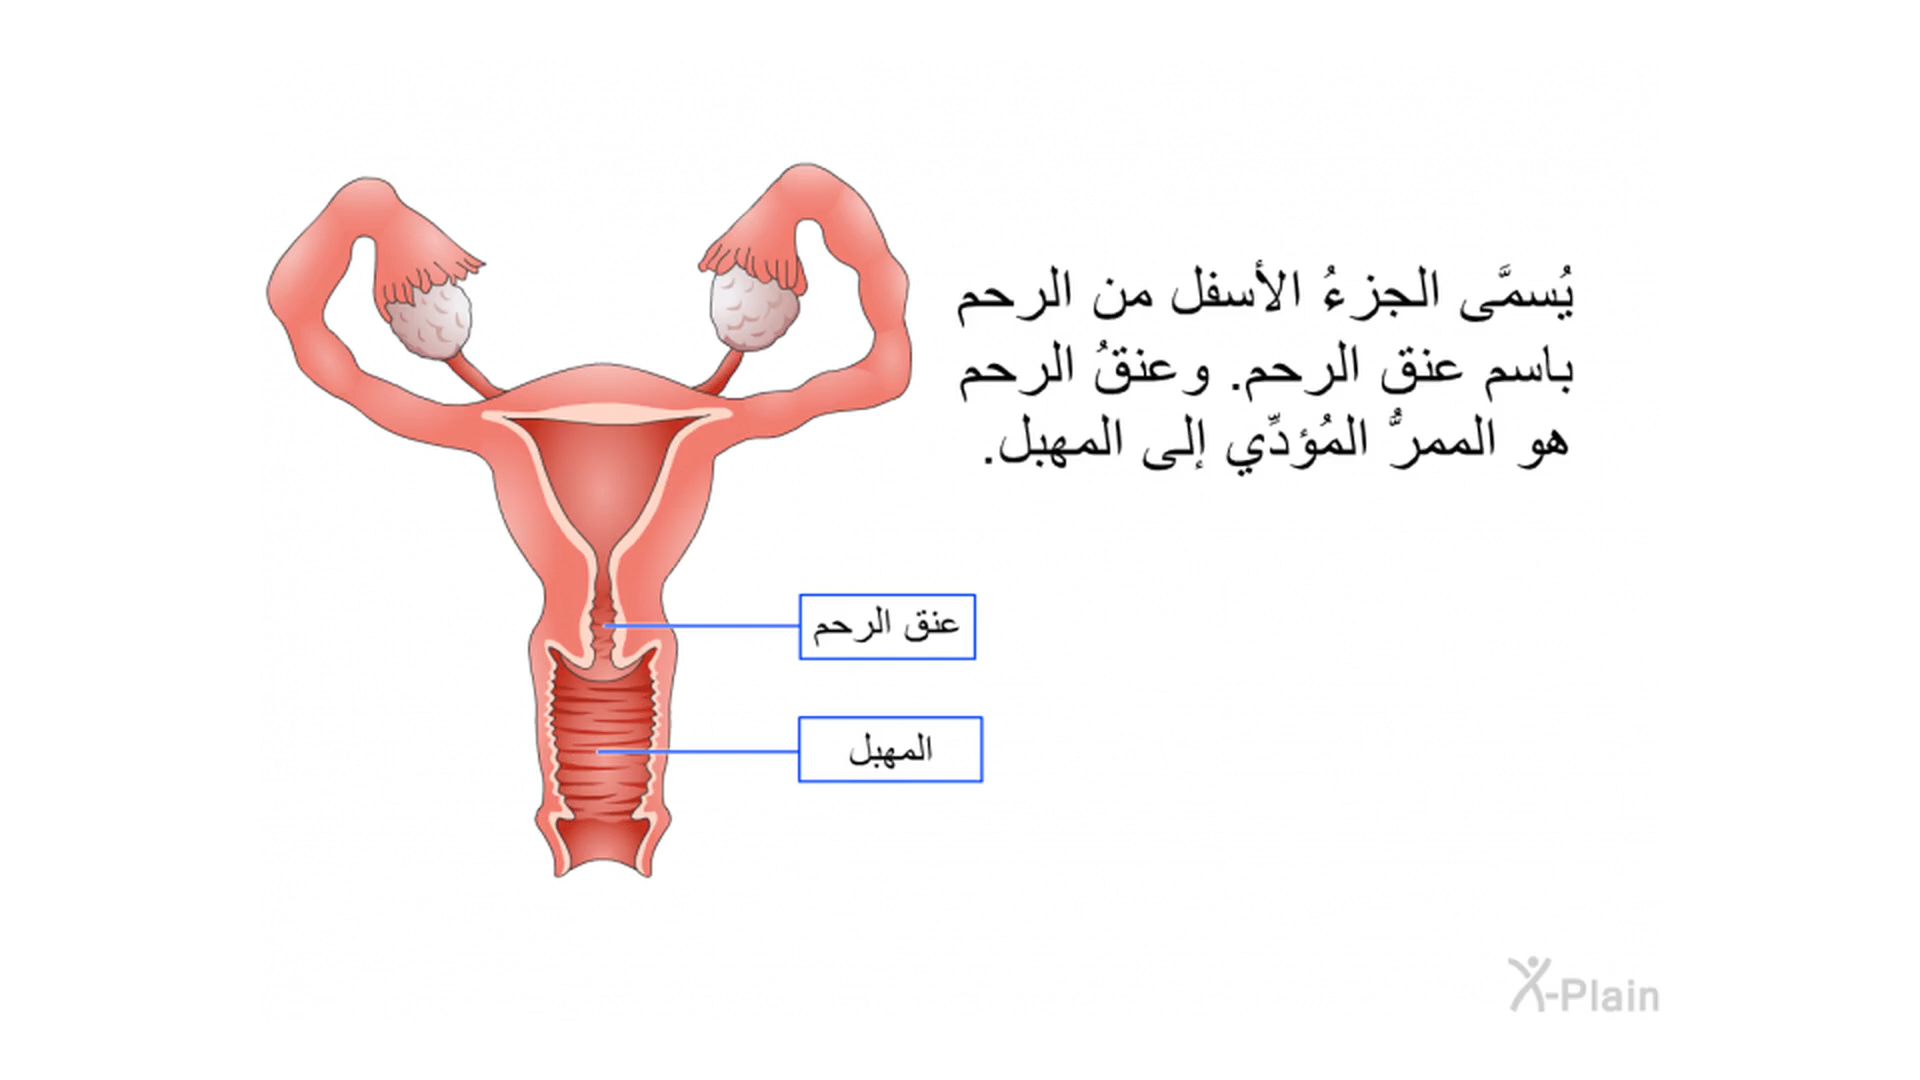 يُسمَّى الجزءُ الأسفل من الرحم
باسم عنق الرحم. وعنقُ الرحم
هو الممرُّ المُؤدِّي إلى المهبل.
عنق الرحم
المهبل
X-Plain